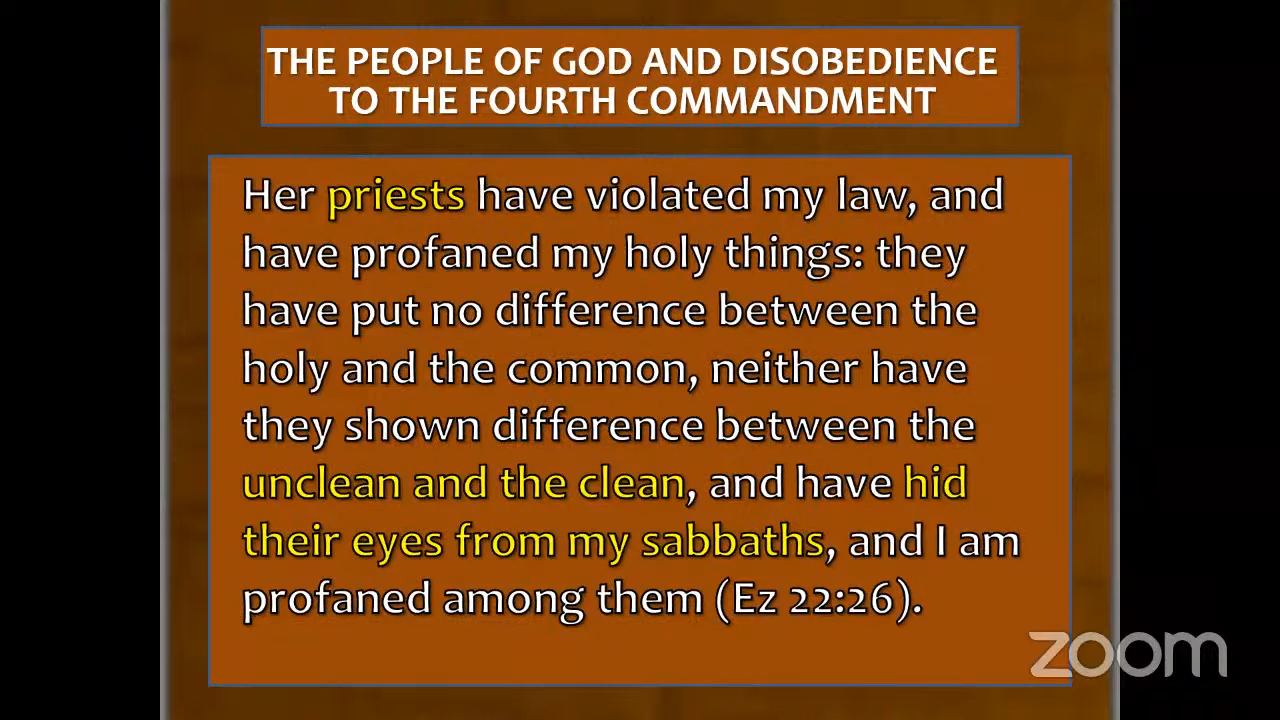 THE PEOPLE OF GOD AND DISOBEDIENCE
TO THE FOURTH COMMANDMENT
Her priests have violated my law, and
have profaned my holy things: they
have put no difference between the
holy and the common, neither have
they shown difference between the
unclean and the clean, and have hid
their eyes from my sabbaths, and I am
profaned among them (Ez 22:26).
zoom